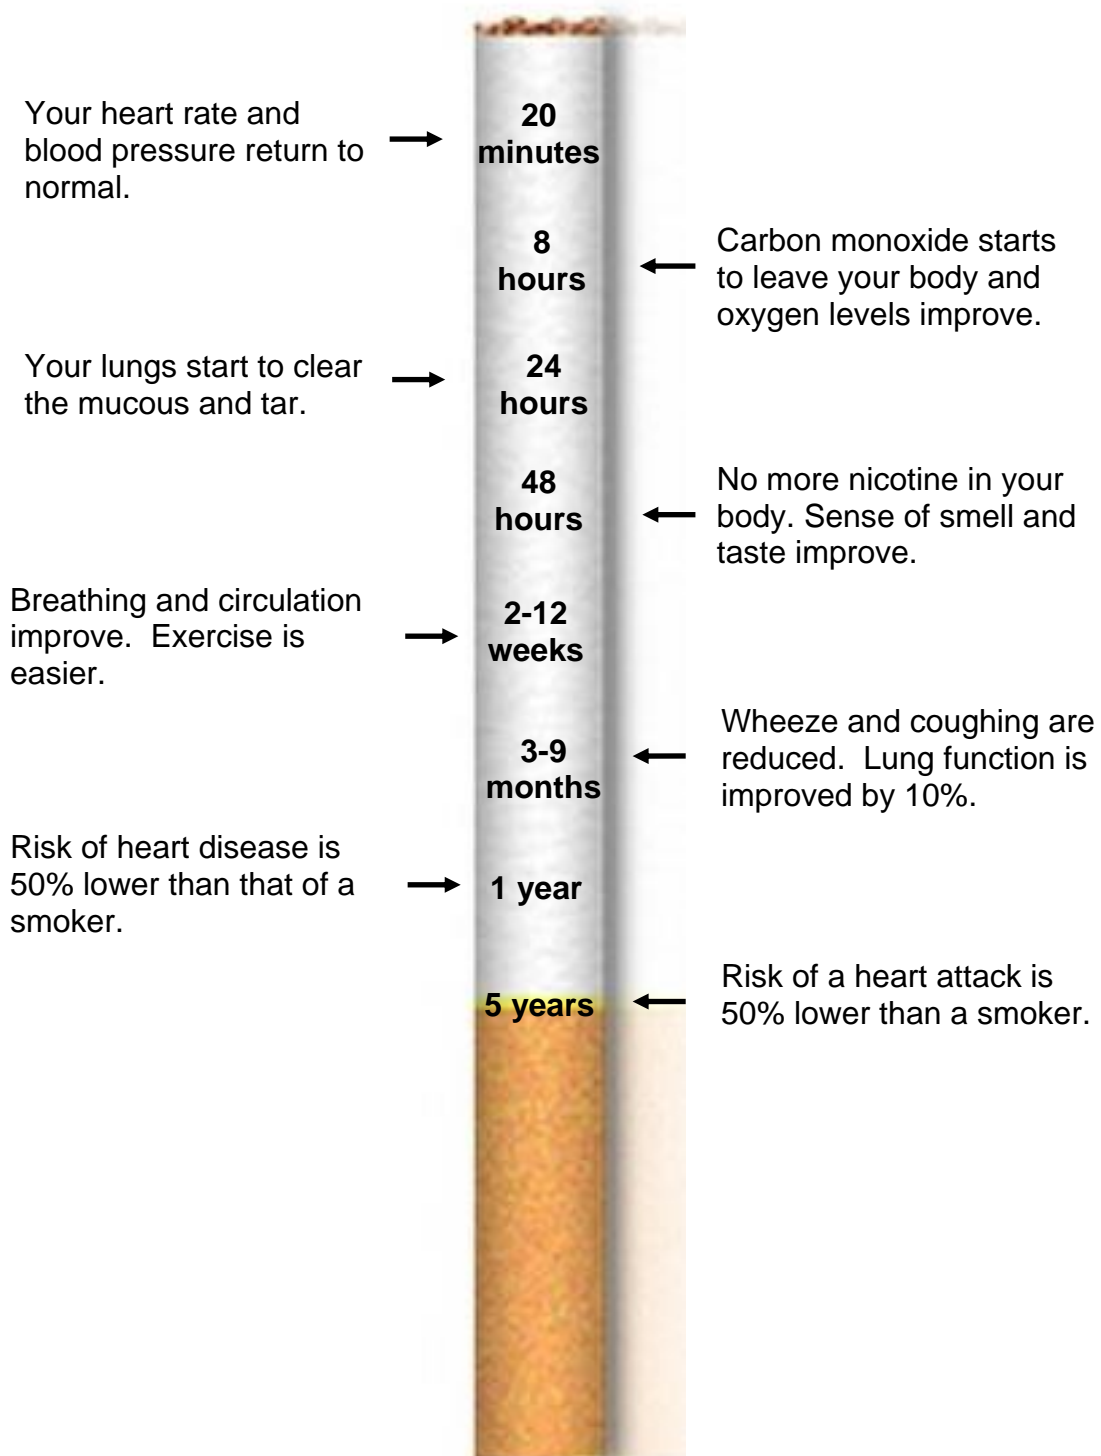 20
minutes
Your heart rate and
blood pressure return to
normal.
8
hours
Carbon monoxide starts
to leave your body and
oxygen levels improve.
24
hours
Your lungs start to clear
the mucous and tar.
48
hours
No more nicotine in your
body. Sense of smell and
taste improve.
2-12
weeks
Breathing and circulation
improve.  Exercise is
easier.
3-9
months
Wheeze and coughing are
reduced.  Lung function is
improved by 10%.
1 year
Risk of heart disease is
50% lower than that of a
smoker.
5 years
Risk of a heart attack is
50% lower than a smoker.